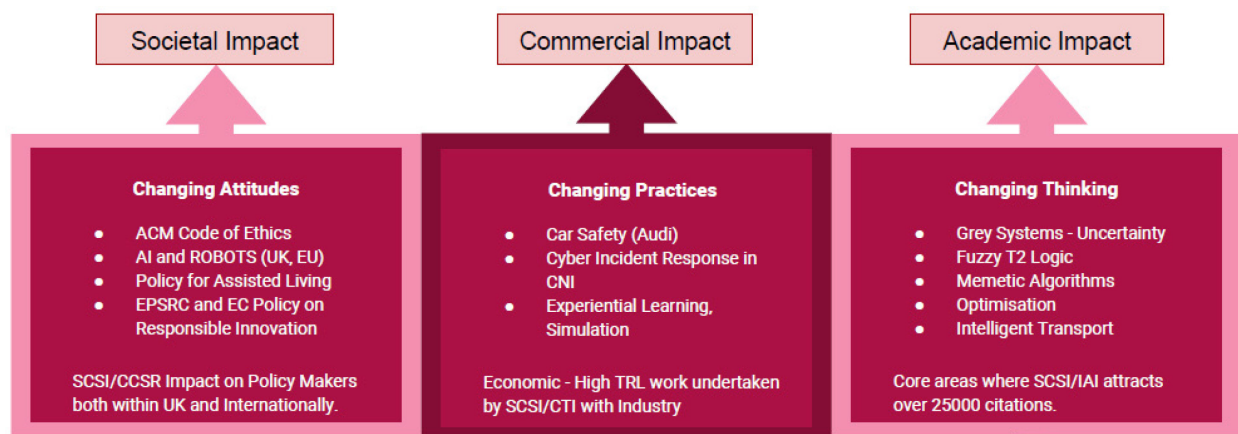 Societal Impact
Commercial Impact
Academic Impact
Changing Attitudes
● ACM Code of Ethics
● AI and ROBOTS (UK, EU)
● Policy for Assisted Living
● EPSRC and EC Policy on
Responsible Innovation
SCSI/CCSR Impact on Policy Makers
both within UK and Internationally.
Changing Practices
● Car Safety (Audi)
● Cyber Incident Response in
CNI
● Experiential Learning,
Simulation
Economic - High TRL work undertaken
by SCSI/CTI with Industry
Changing Thinking
● Grey Systems - Uncertainty
● Fuzzy T2 Logic
● Memetic Algorithms
● Optimisation
● Intelligent Transport
Core areas where SCSI/IAI attracts
over 25000 citations.